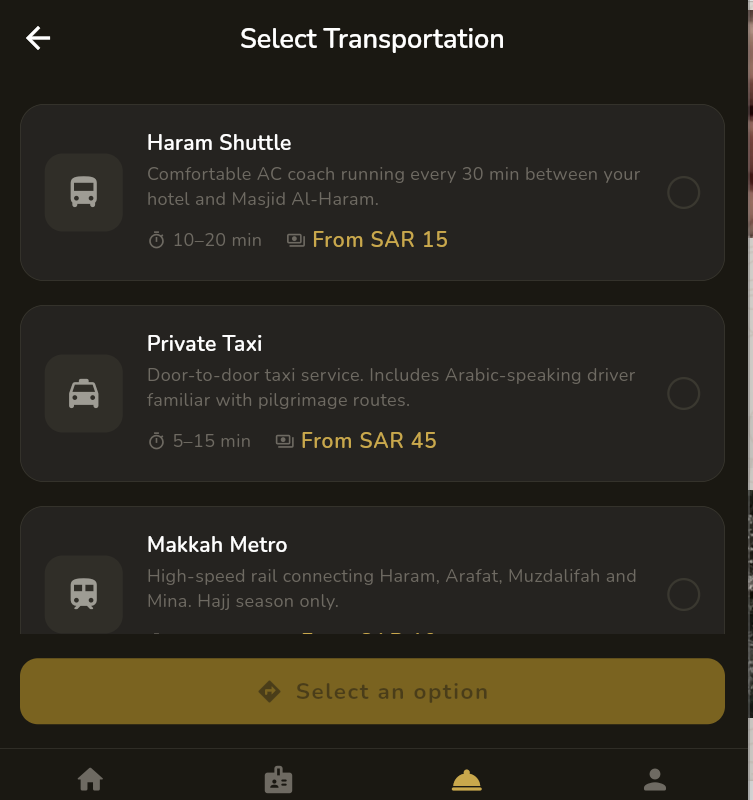 Select Transportation
Haram Shuttle
Comfortable AC coach running every 30 min between your
hotel and Masjid Al-Haram.
10–20 min From SAR 15
Private Taxi
Door-to-door taxi service. Includes Arabic-speaking driver
familiar with pilgrimage routes.
5–15 min From SAR 45
Makkah Metro
High-speed rail connecting Haram, Arafat, Muzdalifah and
Mina. Hajj season only.
Select an option